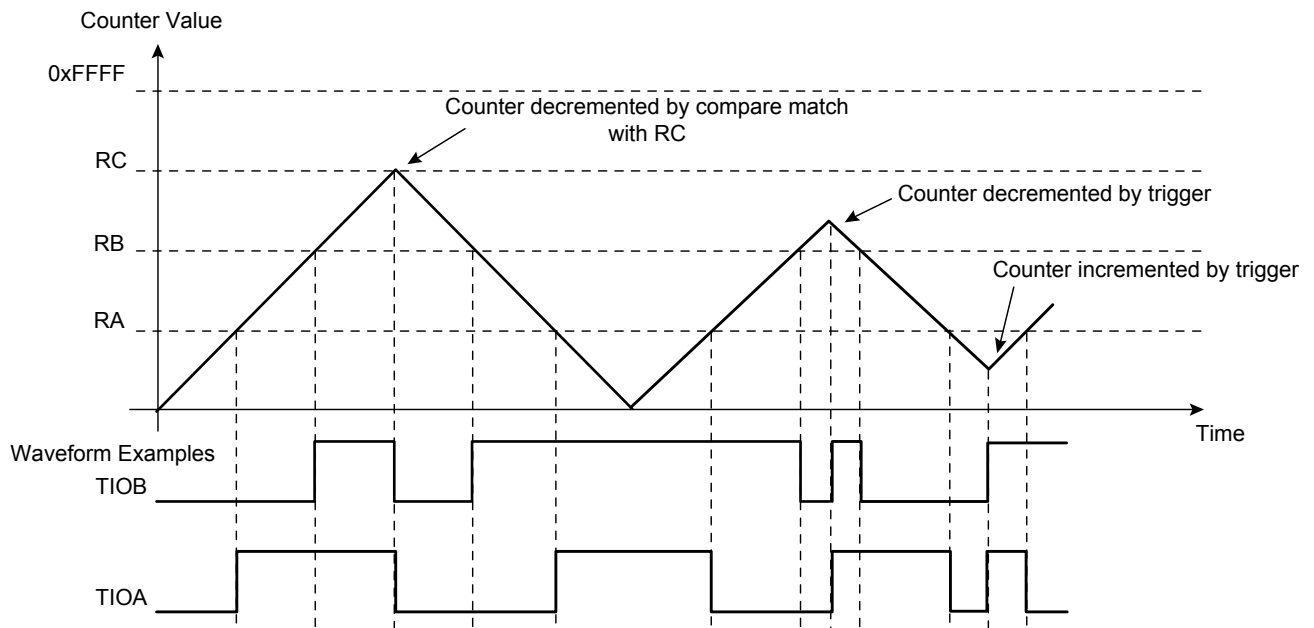 Counter Value
0xFFFF
Counter decremented by compare match
with RC
RC
Counter decremented by trigger
RB
Counter incremented by trigger
RA
Time
Waveform Examples
TIOB
TIOA